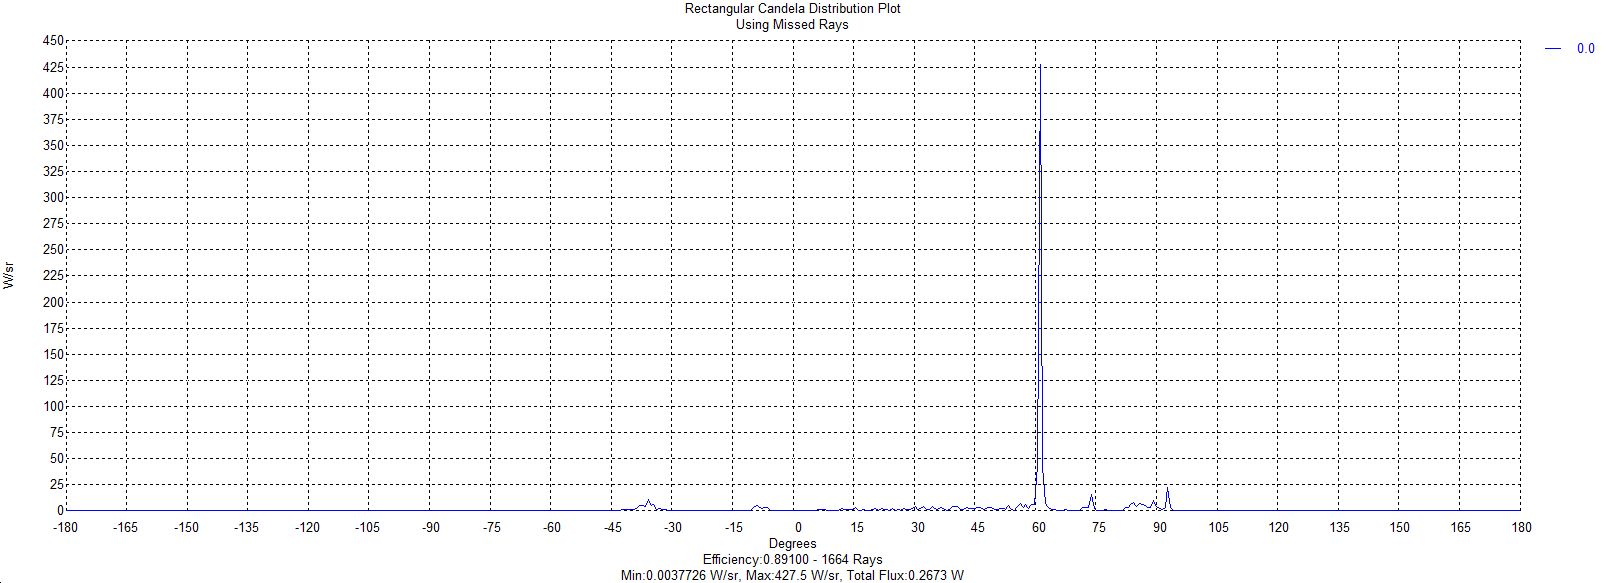 Rectangular Candela Distribution Plot
Using Missed Rays
0.0
450
425
400
375
350
325
300
275
250
225
200
175
150
125
100
75
50
25
0
W/sr
-180 -165 -150 -135 -120 -105 -90 -75 -60 -45 -30 -15 0 15 30 45 60 75 90 105 120 135 150 165 180
Degrees
Efficiency:0.89100 - 1664 Rays
Min:0.0037726 W/sr, Max:427.5 W/sr, Total Flux:0.2673 W